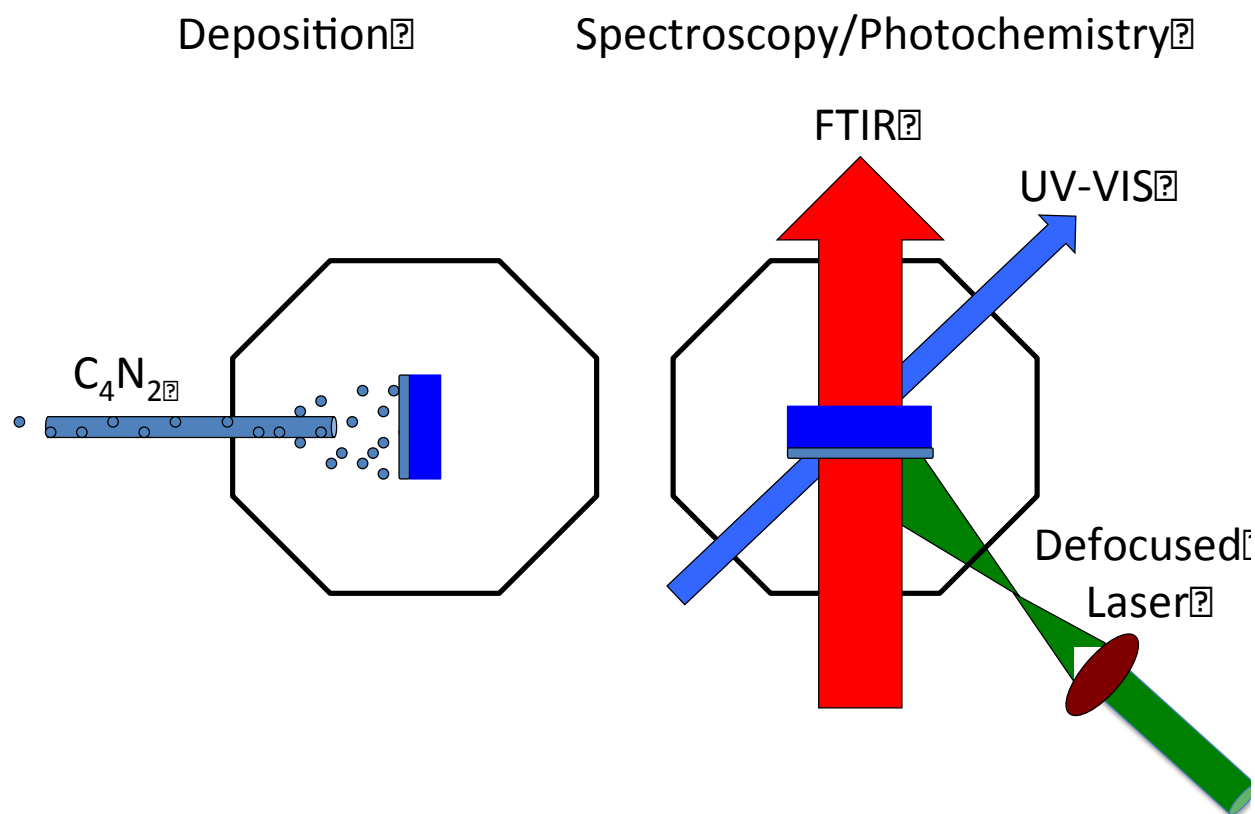 Deposition⍰
Spectroscopy/Photochemistry⍰
FTIR⍰
UV-VIS⍰
C₄N₂⍰
Defocused⍰
Laser⍰